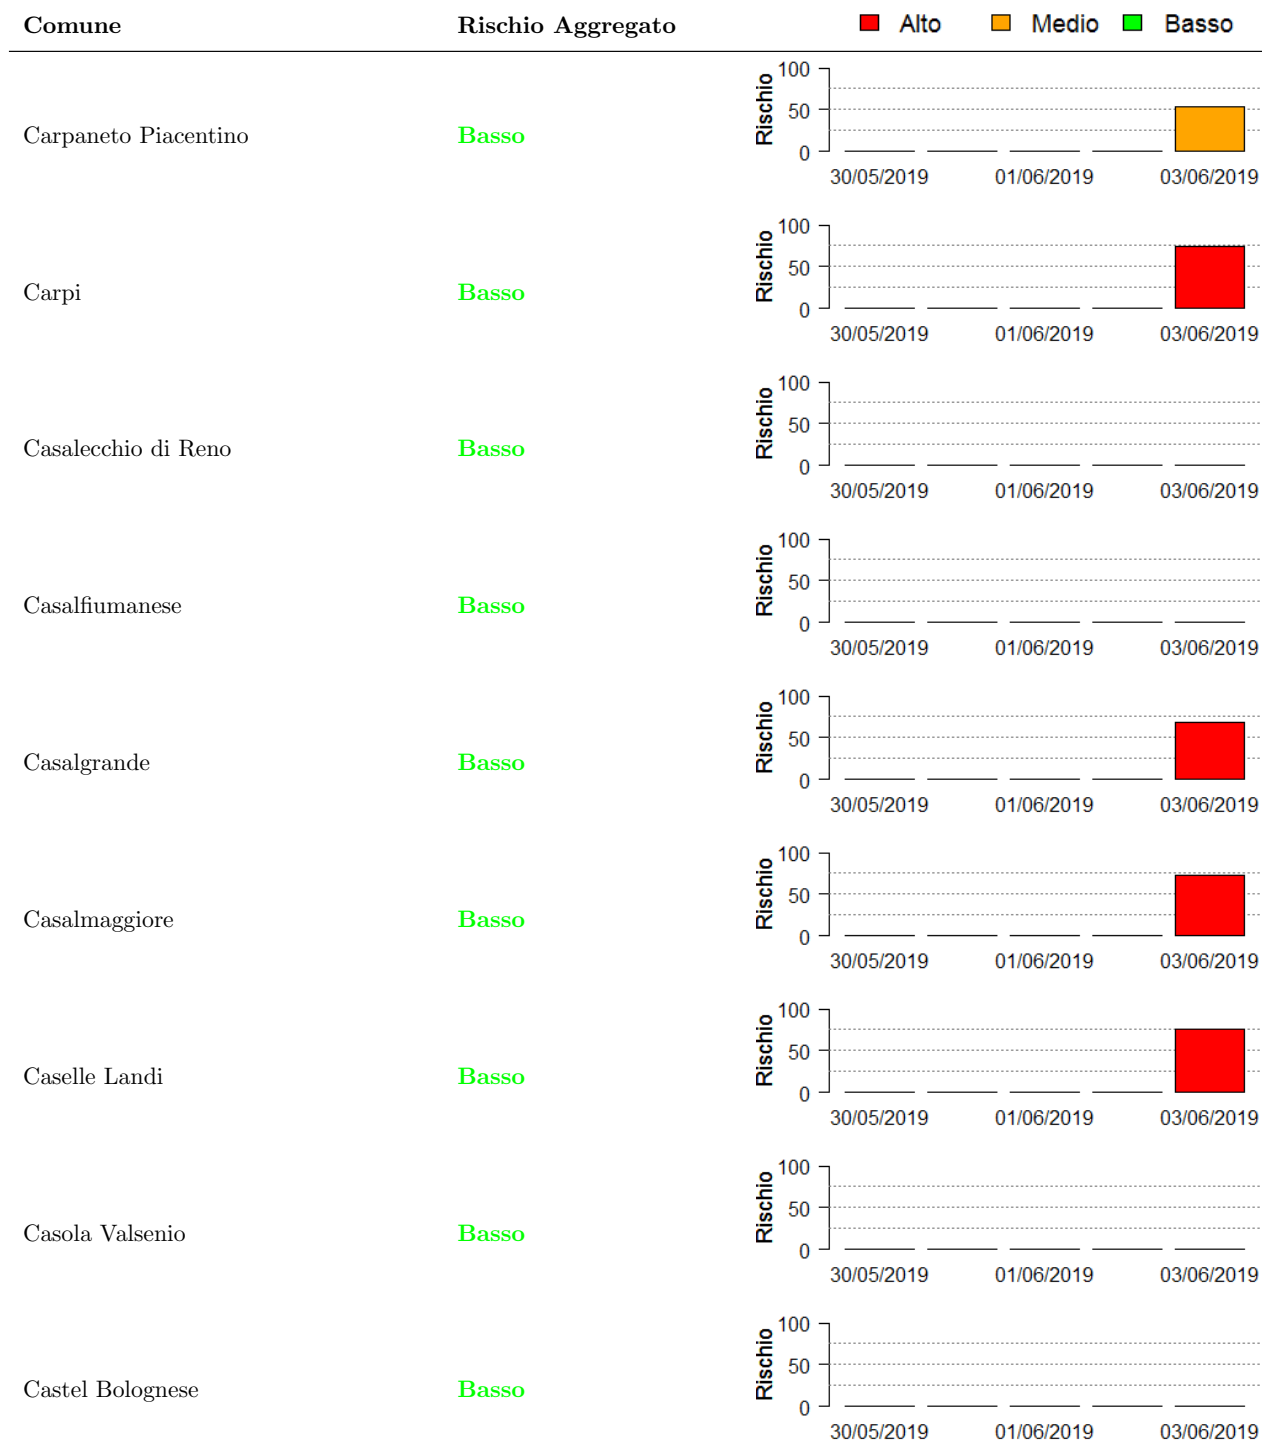 Comune Rischio Aggregato Alto Medio Basso
100
50
0
Rischio
Carpaneto Piacentino Basso
30/05/2019 01/06/2019 03/06/2019
100
50
0
Rischio
Carpi Basso
30/05/2019 01/06/2019 03/06/2019
100
50
0
Rischio
Casalecchio di Reno Basso
30/05/2019 01/06/2019 03/06/2019
100
50
0
Rischio
Casalfiumanese Basso
30/05/2019 01/06/2019 03/06/2019
100
50
0
Rischio
Casalgrande Basso
30/05/2019 01/06/2019 03/06/2019
100
50
0
Rischio
Casalmaggiore Basso
30/05/2019 01/06/2019 03/06/2019
100
50
0
Rischio
Caselle Landi Basso
30/05/2019 01/06/2019 03/06/2019
100
50
0
Rischio
Casola Valsenio Basso
30/05/2019 01/06/2019 03/06/2019
100
50
0
Rischio
Castel Bolognese Basso
30/05/2019 01/06/2019 03/06/2019